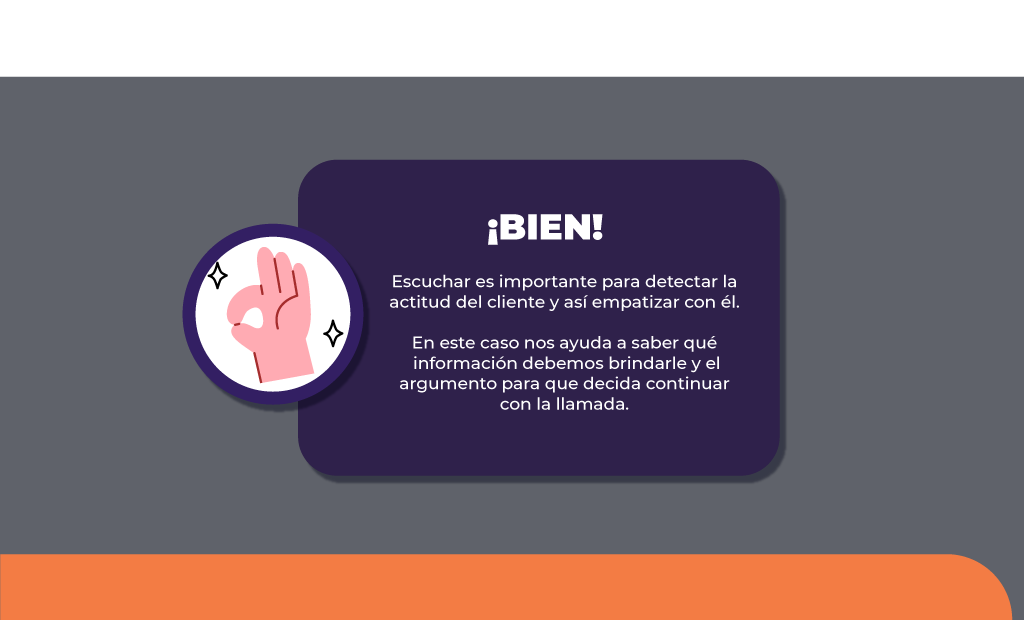 ¡BIEN!
Escuchar es importante para detectar la
actitud del cliente y así empatizar con él.
En este caso nos ayuda a saber qué
información debemos brindarle y el
argumento para que decida continuar
con la llamada.